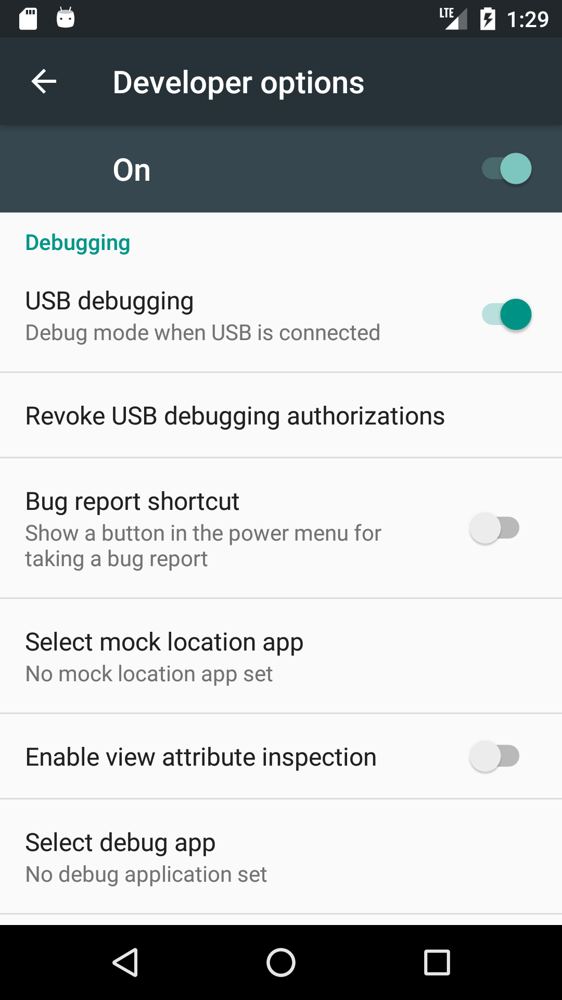 LTE 1:29
Developer options
On
Debugging
USB debugging
Debug mode when USB is connected
Revoke USB debugging authorizations
Bug report shortcut
Show a button in the power menu for
taking a bug report
Select mock location app
No mock location app set
Enable view attribute inspection
Select debug app
No debug application set